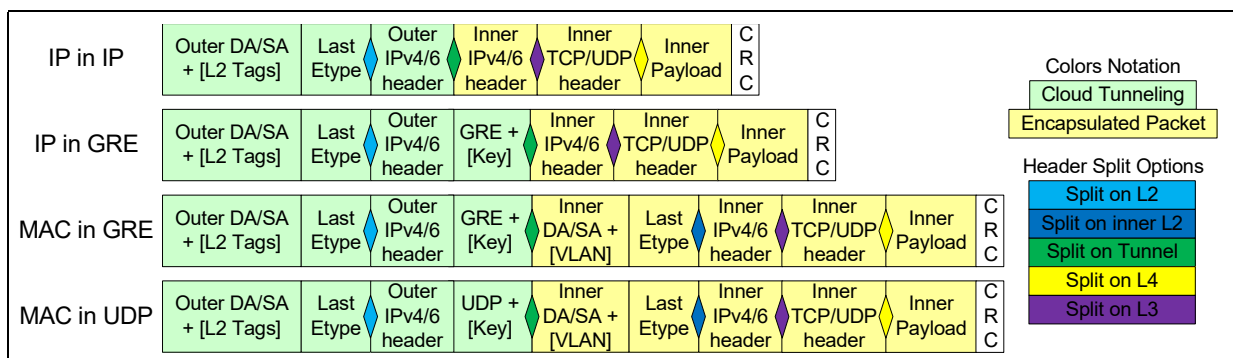 IP in IP
Outer DA/SA
+ [L2 Tags]
Last
Etype
Outer
IPv4/6
header
Inner
IPv4/6
header
Inner
TCP/UDP
header
Inner
Payload
C
R
C
IP in GRE
Outer DA/SA
+ [L2 Tags]
Last
Etype
Outer
IPv4/6
header
GRE +
[Key]
Inner
IPv4/6
header
Inner
TCP/UDP
header
Inner
Payload
C
R
C
MAC in GRE
Outer DA/SA
+ [L2 Tags]
Last
Etype
Outer
IPv4/6
header
GRE +
[Key]
Inner
DA/SA +
[VLAN]
Last
Etype
Inner
IPv4/6
header
Inner
TCP/UDP
header
Inner
Payload
C
R
C
MAC in UDP
Outer DA/SA
+ [L2 Tags]
Last
Etype
Outer
IPv4/6
header
UDP +
[Key]
Inner
DA/SA +
[VLAN]
Last
Etype
Inner
IPv4/6
header
Inner
TCP/UDP
header
Inner
Payload
C
R
C
Colors Notation
Cloud Tunneling
Encapsulated Packet
Header Split Options
Split on L2
Split on inner L2
Split on Tunnel
Split on L4
Split on L3